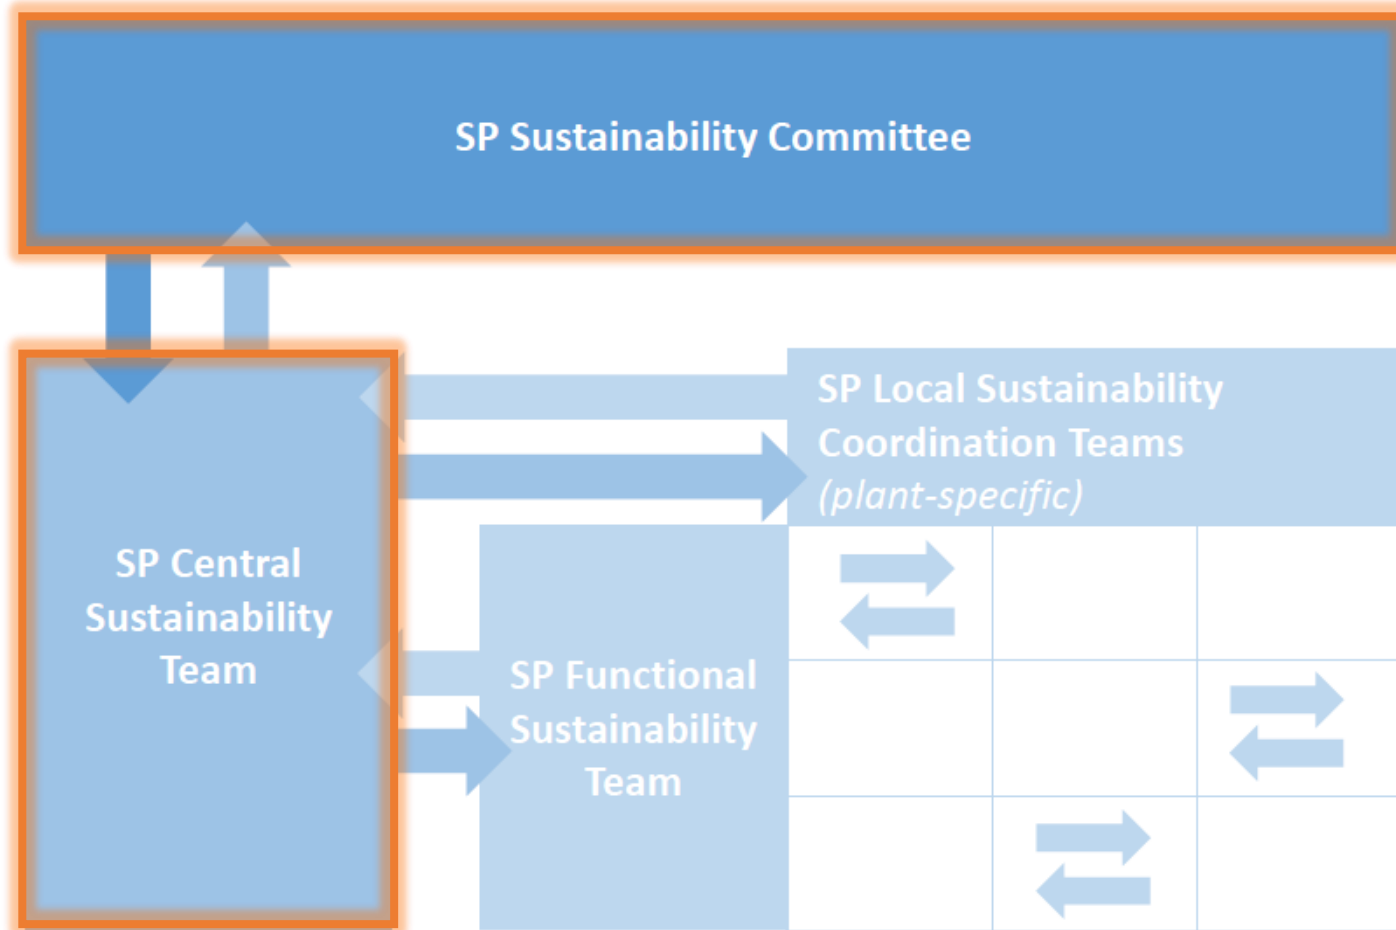 SP Sustainability Committee
SP Local Sustainability
Coordination Teams
(plant-specific)
SP Central
Sustainability
Team
SP Functional
Sustainability
Team